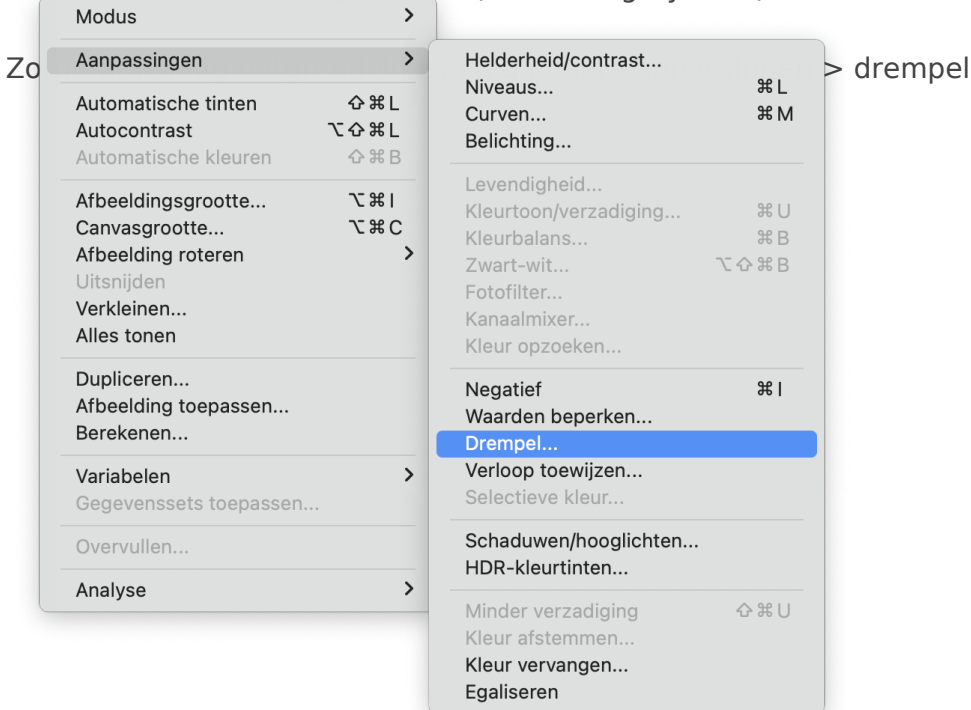 Modus
Zo
Aanpassingen
> drempel
Automatische tinten ⇧⌘L
Autocontrast ⌥⇧⌘L
Automatische kleuren ⇧⌘B
Afbeeldingsgrootte... ⌥⌘I
Canvasgrootte... ⌥⌘C
Afbeelding roteren
Uitsnijden
Verkleinen...
Alles tonen
Dupliceren...
Afbeelding toepassen...
Berekenen...
Variabelen
Gegevenssets toepassen...
Overvullen...
Analyse
Helderheid/contrast...
Niveaus... ⌘L
Curven... ⌘M
Belichting...
Levendigheid...
Kleurtoon/verzadiging... ⌘U
Kleurbalans... ⌘B
Zwart-wit... ⌥⇧⌘B
Fotofilter...
Kanaalmixer...
Kleur opzoeken...
Negatief ⌘I
Waarden beperken...
Drempel...
Verloop toewijzen...
Selectieve kleur...
Schaduwen/hooglichten...
HDR-kleurtinten...
Minder verzadiging ⇧⌘U
Kleur afstemmen...
Kleur vervangen...
Egaliseren